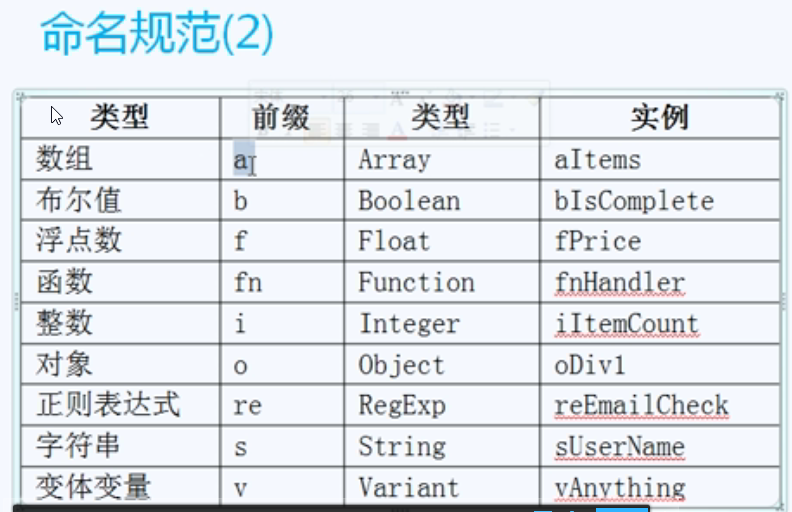 命名规范(2)
类型 前缀 类型 实例
数组 a Array aItems
布尔值 b Boolean bIsComplete
浮点数 f Float fPrice
函数 fn Function fnHandler
整数 i Integer iItemCount
对象 o Object oDiv1
正则表达式 re RegExp reEmailCheck
字符串 s String sUserName
变体变量 v Variant vAnything